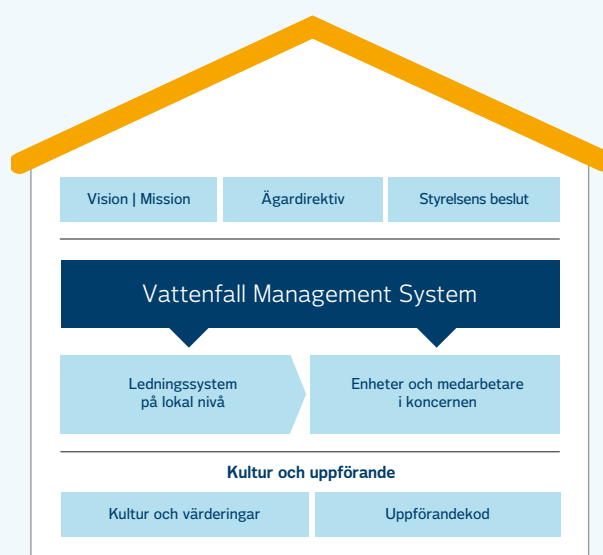 Vision | Mission
Ägardirektiv
Styrelsens beslut
Vattenfall Management System
Ledningssystem
på lokal nivå
Enheter och medarbetare
i koncernen
Kultur och uppförande
Kultur och värderingar
Uppförandekod